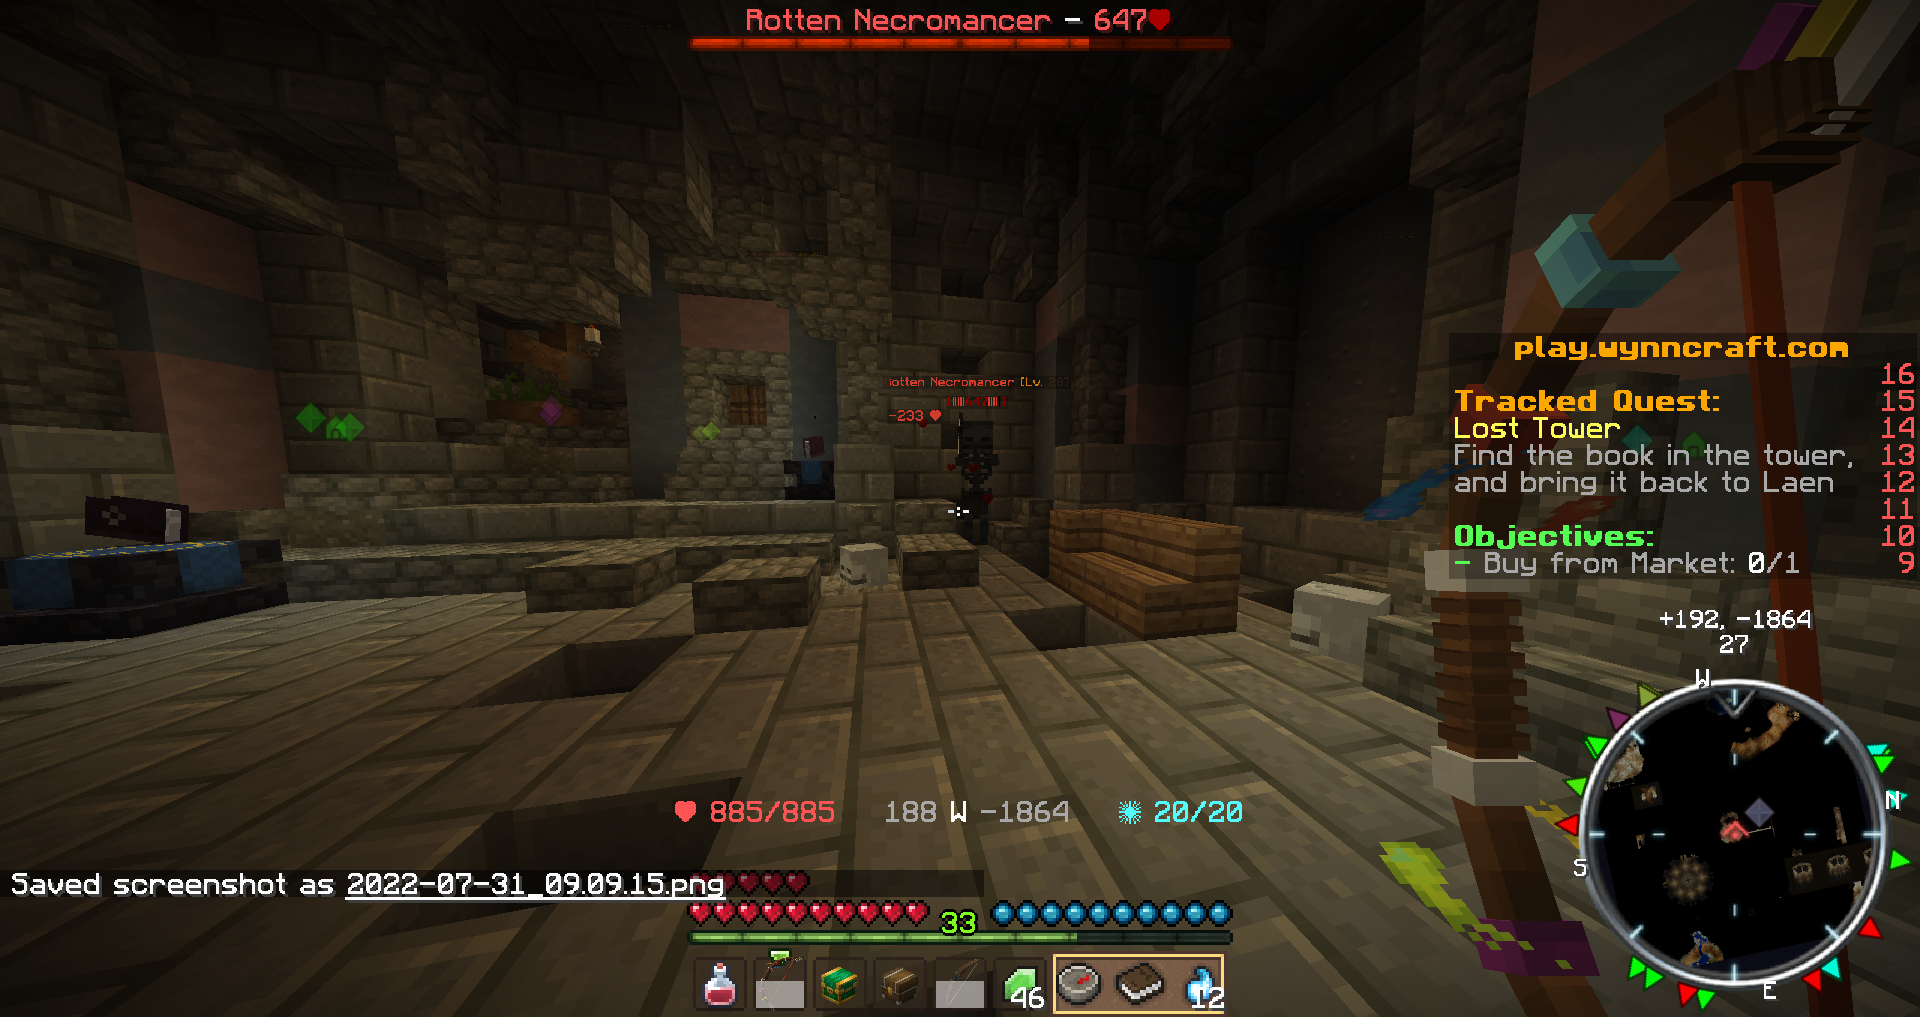 Rotten Necromancer - 647
iotten Necromancer [Lv. 28]
647
-233
play.wynncraft.com
16
Tracked Quest: 15
Lost Tower 14
Find the book in the tower, 13
and bring it back to Laen 12
11
Objectives: 10
- Buy from Market: 0/1 9
+192, -1864
27
W
N
S
E
885/885 188 W -1864 20/20
Saved screenshot as 2022-07-31_09.09.15.png
33
46 12